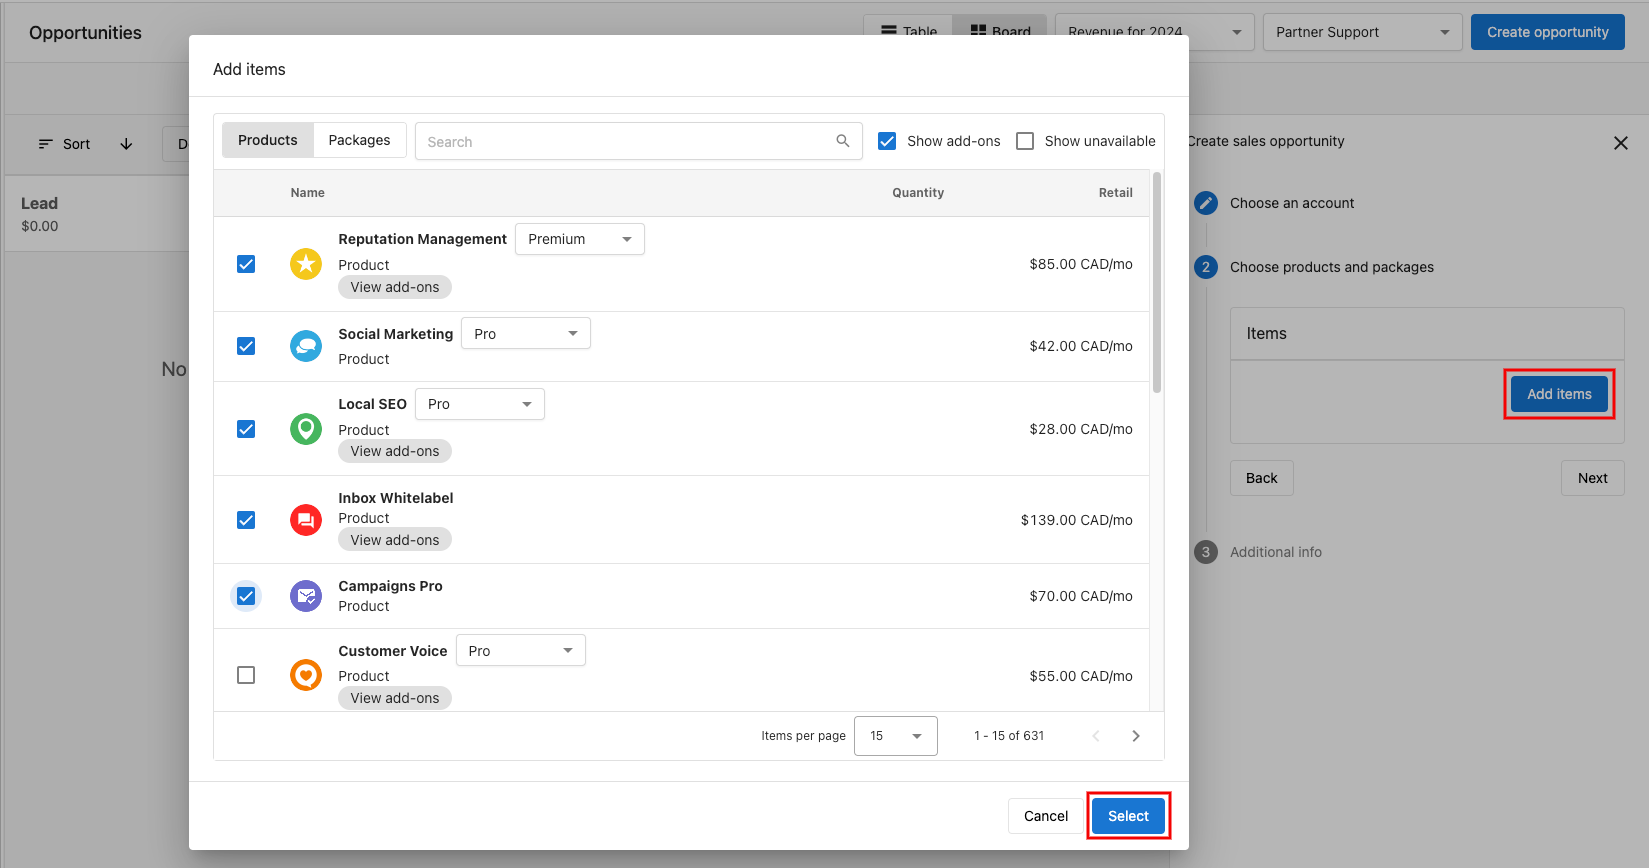 Opportunities
Table
Board
Revenue for 2024
Partner Support
Create opportunity
Add items
Products
Packages
Search
Show add-ons
Show unavailable
Sort
D
Create sales opportunity
Name
Quantity
Retail
Lead
$0.00
Choose an account
Reputation Management
Premium
Product
View add-ons
$85.00 CAD/mo
2
Choose products and packages
Social Marketing
Pro
Product
$42.00 CAD/mo
Items
No
Local SEO
Pro
Product
View add-ons
$28.00 CAD/mo
Add items
Back
Next
Inbox Whitelabel
Product
View add-ons
$139.00 CAD/mo
3
Additional info
Campaigns Pro
Product
$70.00 CAD/mo
Customer Voice
Pro
Product
View add-ons
$55.00 CAD/mo
Items per page
15
1 - 15 of 631
Cancel
Select